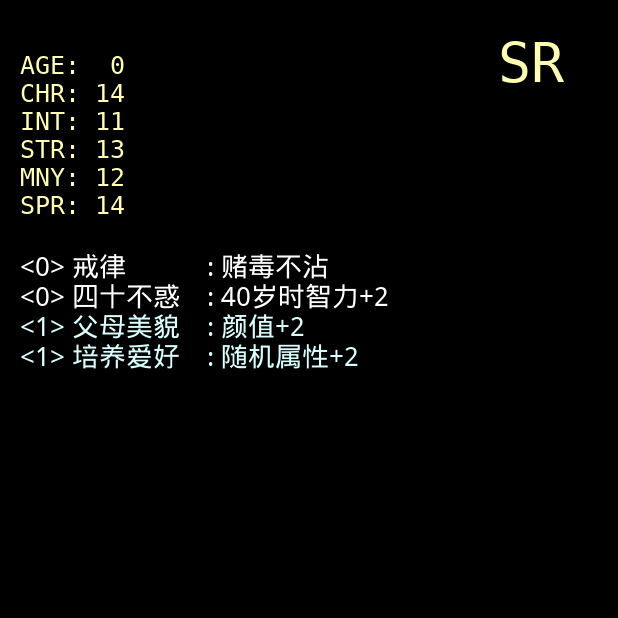 SR
AGE:  0
CHR: 14
INT: 11
STR: 13
MNY: 12
SPR: 14
<0> 戒律 : 赌毒不沾
<0> 四十不惑 : 40岁时智力+2
<1> 父母美貌 : 颜值+2
<1> 培养爱好 : 随机属性+2